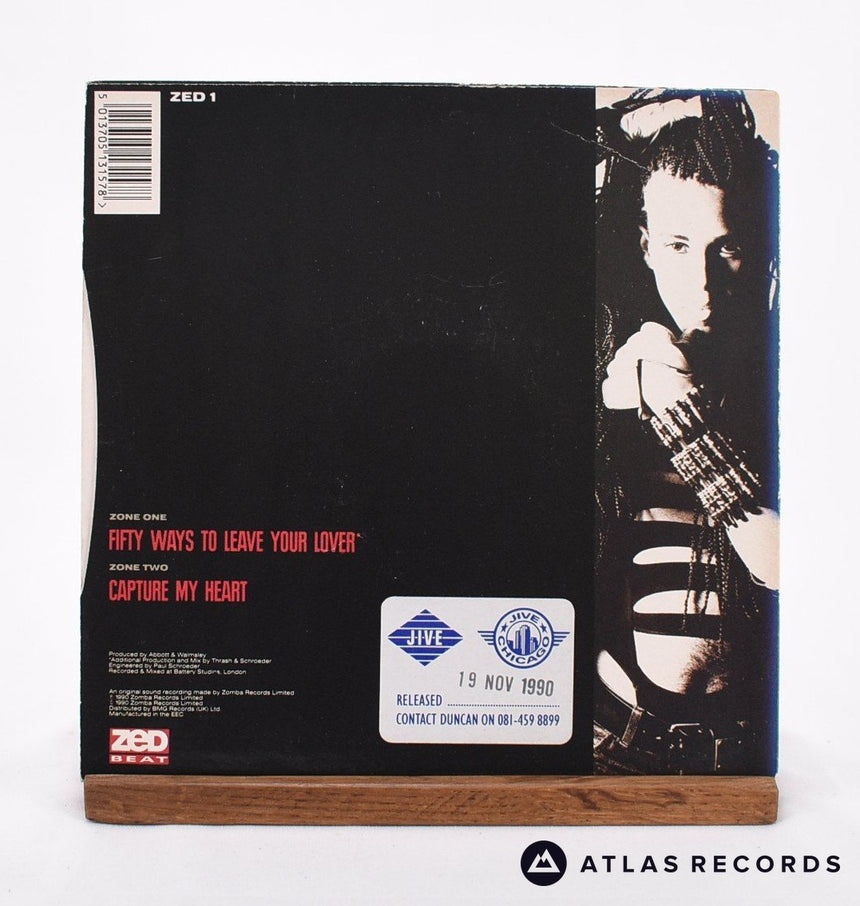 5 013705 131578 >
ZED 1
ZONE ONE
FIFTY WAYS TO LEAVE YOUR LOVER*
ZONE TWO
CAPTURE MY HEART
Produced by Abbott & Walmsley
*Additional Production and Mix by Thrash & Schroeder
Engineered by Paul Schroeder
Recorded & Mixed at Battery Studios, London
An original sound recording made by Zomba Records Limited
℗ 1990 Zomba Records Limited
© 1990 Zomba Records Limited
Distributed by BMG Records (UK) Ltd.
Manufactured in the EEC
ZED
BEAT
JIVE
JIVE
CHICAGO
19 NOV 1990
RELEASED
CONTACT DUNCAN ON 081-459 8899
ATLAS RECORDS